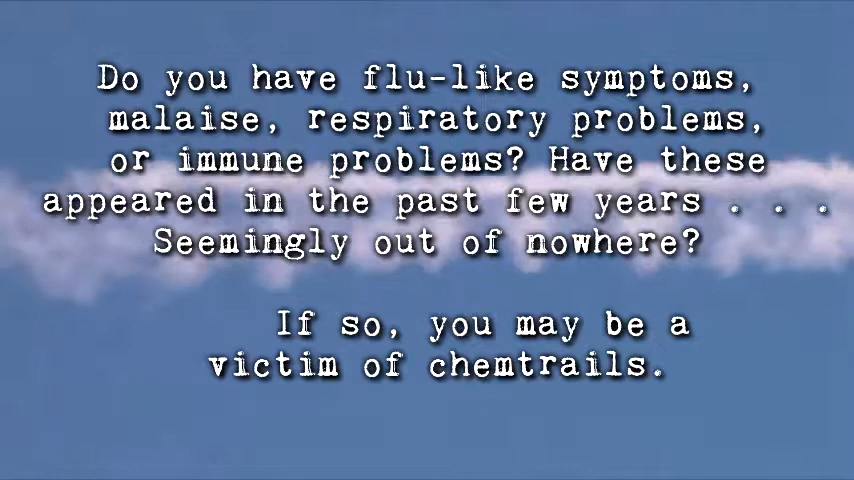 Do you have flu-like symptoms,
malaise, respiratory problems,
or immune problems? Have these
appeared in the past few years . . .
Seemingly out of nowhere?
If so, you may be a
victim of chemtrails.